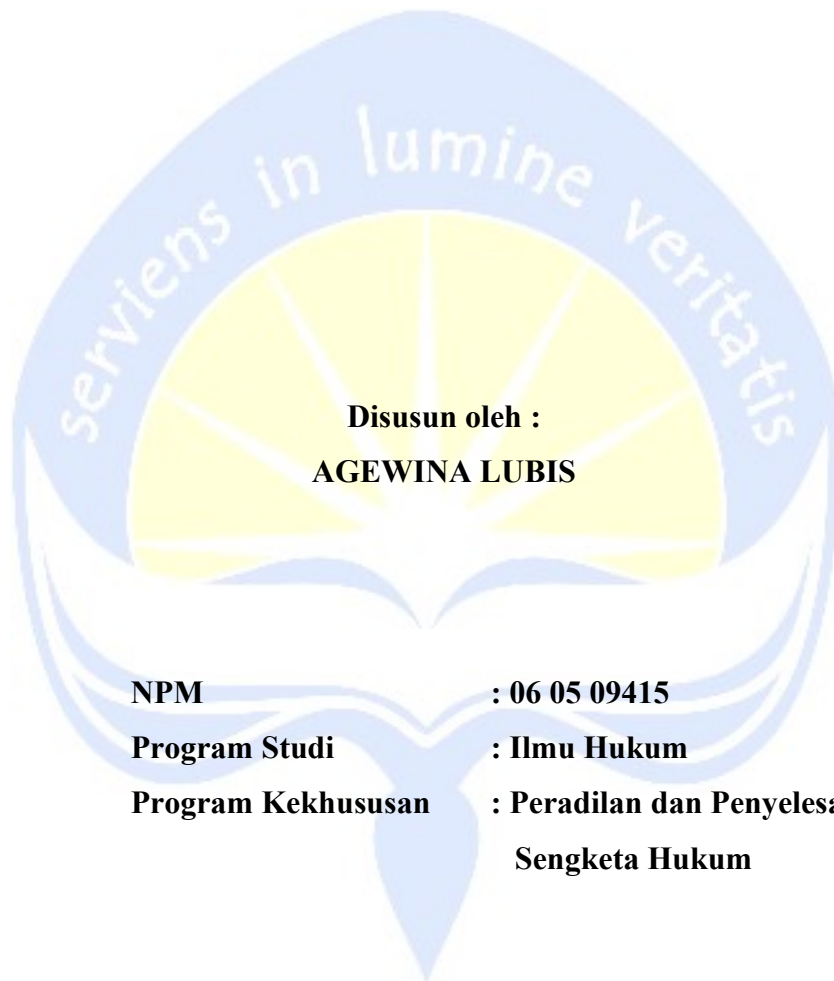 serviens in lumine veritatis
Disusun oleh :
AGEWINA LUBIS
NPM : 06 05 09415
Program Studi : Ilmu Hukum
Program Kekhususan : Peradilan dan Penyelesa
Sengketa Hukum